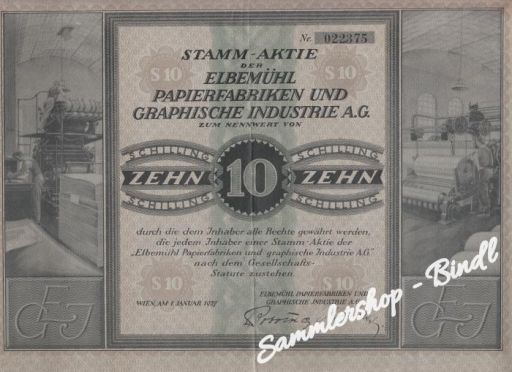 Nr. 022375
STAMM-AKTIE
DER
ELBEMÜHL
PAPIERFABRIKEN UND
GRAPHISCHE INDUSTRIE A.G.
ZUM NENNWERT VON
S 10 S 10
SCHILLING SCHILLING
ZEHN 10 ZEHN
SCHILLING SCHILLING
durch die dem Inhaber alle Rechte gewährt werden,
die jedem Inhaber einer Stamm-Aktie der
„Elbemühl Papierfabriken und graphische Industrie A.G."
nach dem Gesellschafts-
Statute zustehen.
S 10 S 10
WIEN, AM 1. JANUAR 1927
ELBEMÜHL PAPIERFABRIKEN UND
GRAPHISCHE INDUSTRIE A.G.
Sammlershop - Bindl